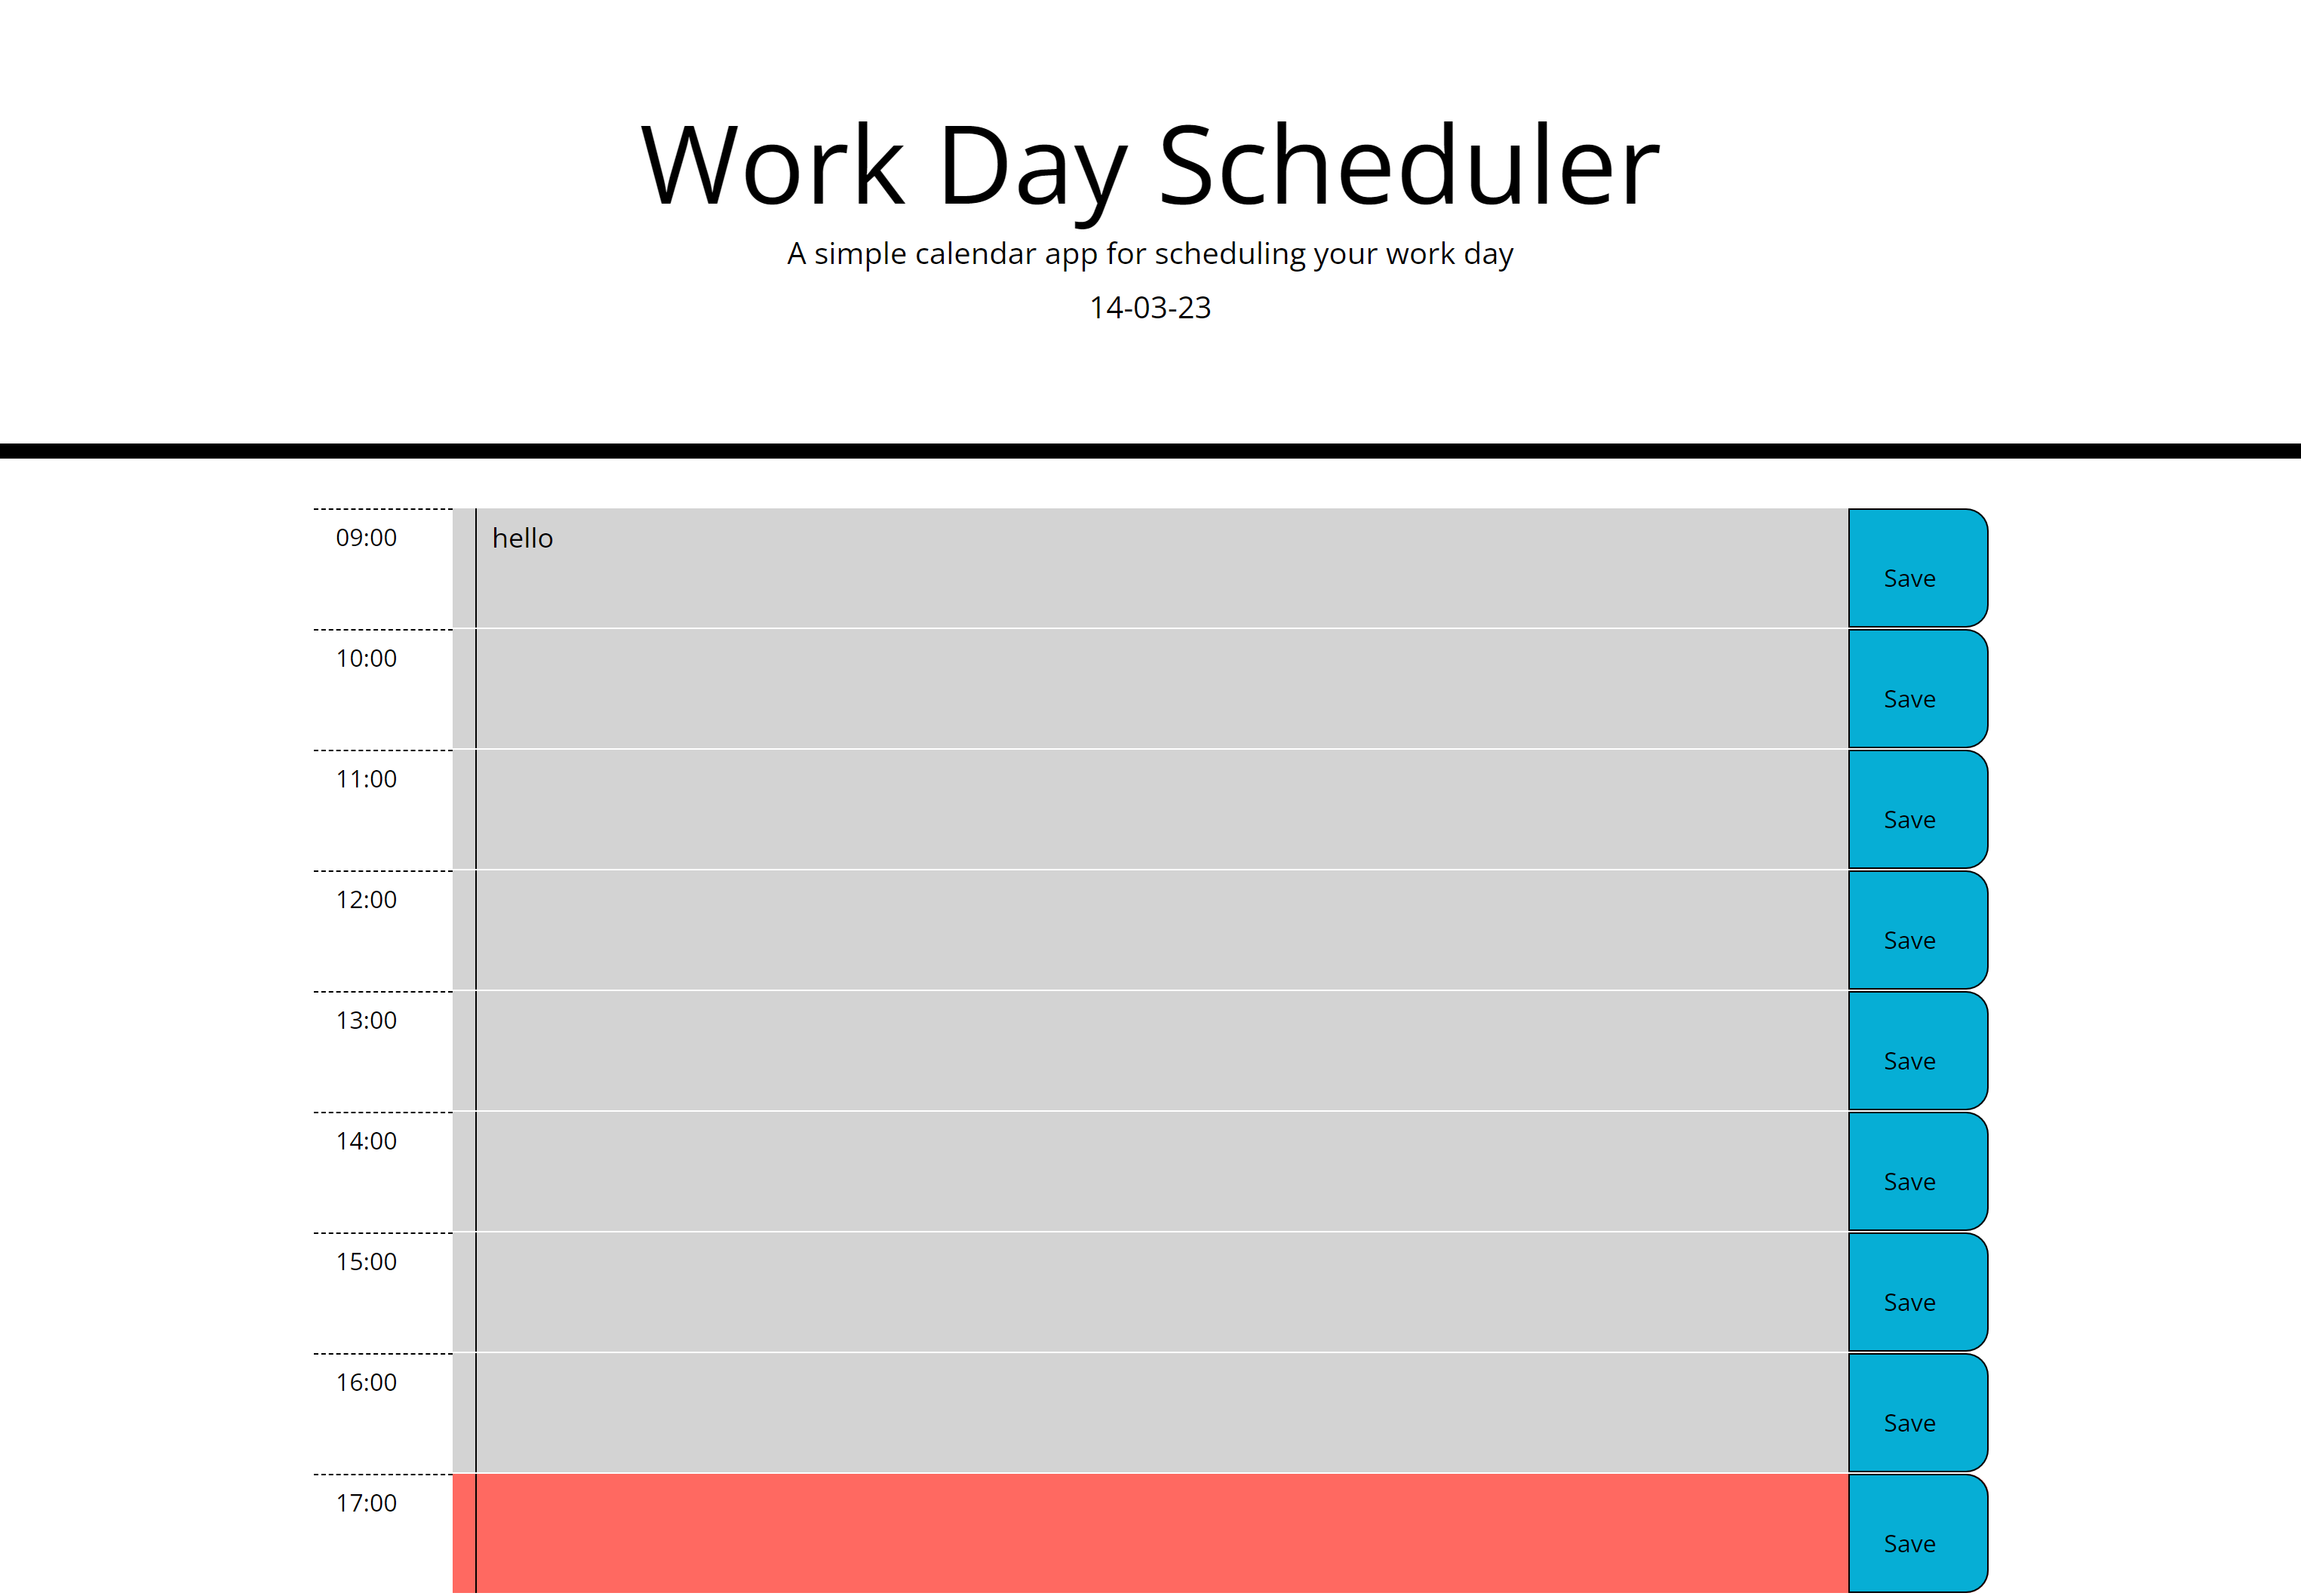 Work Day Scheduler
A simple calendar app for scheduling your work day
14-03-23
09:00 hello Save
10:00 Save
11:00 Save
12:00 Save
13:00 Save
14:00 Save
15:00 Save
16:00 Save
17:00 Save